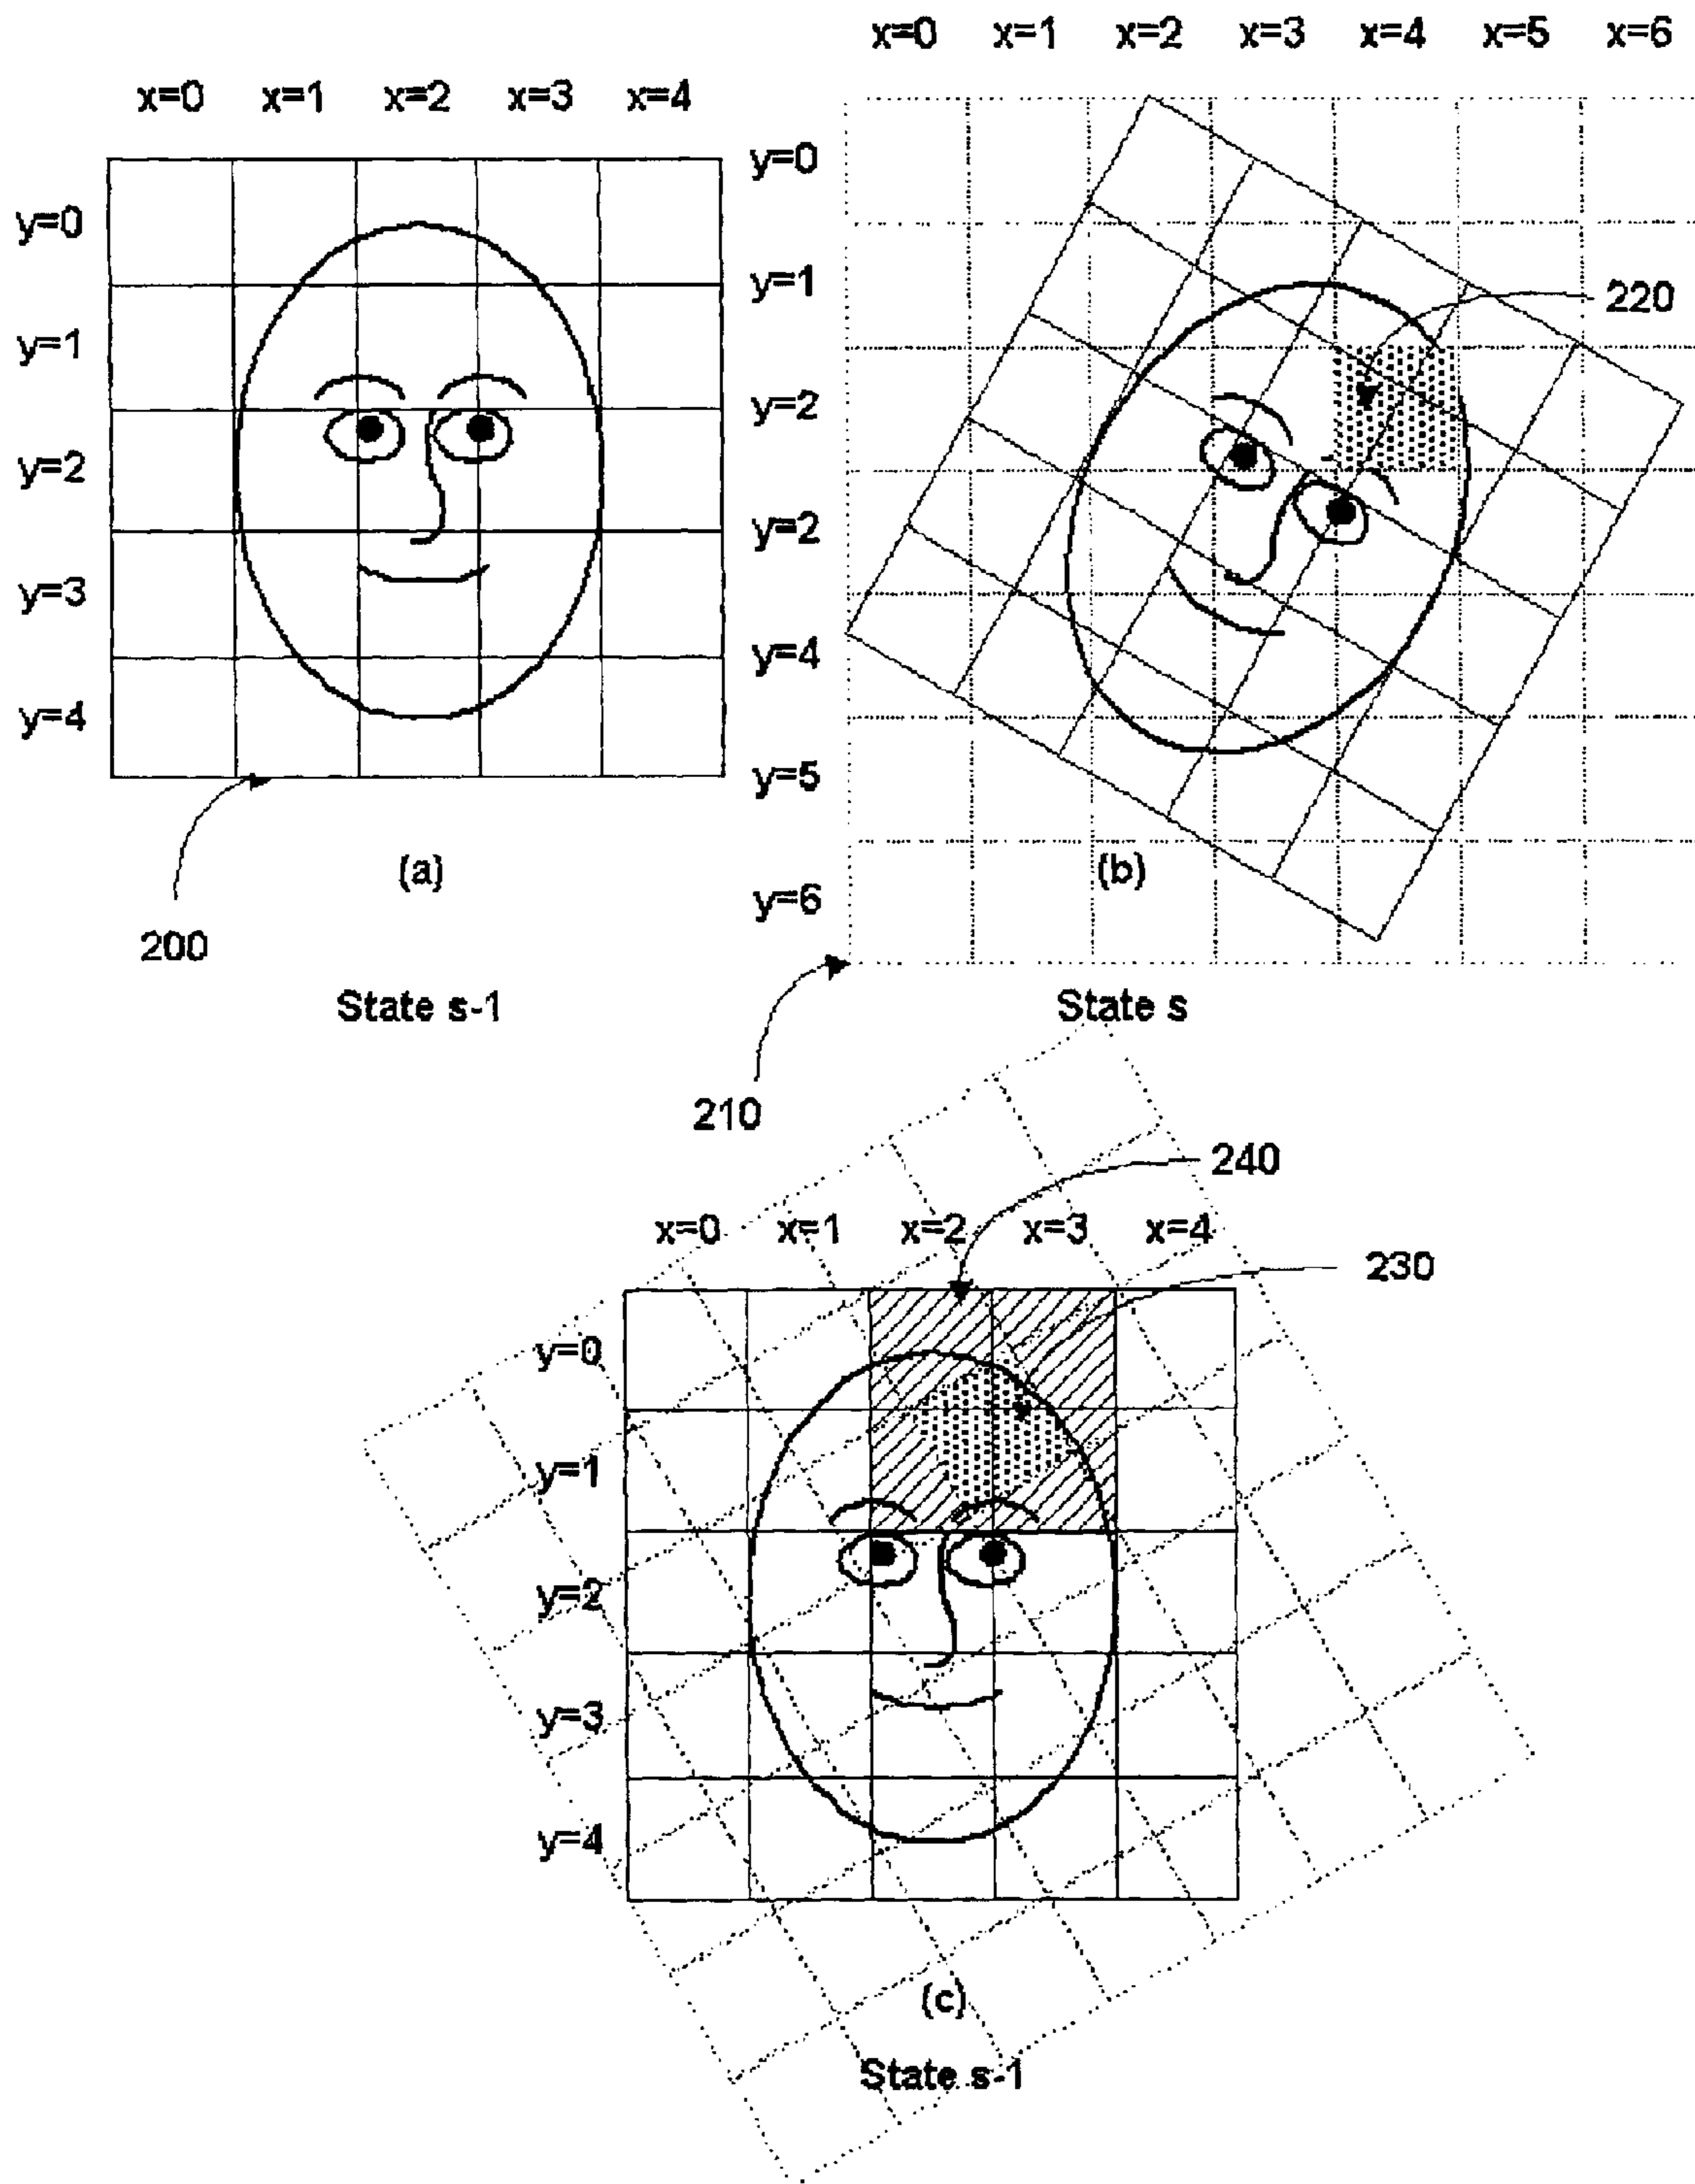 x=0 x=1 x=2 x=3 x=4
y=0
y=1
y=2
y=3
y=4
200
(a)
State s-1
x=0 x=1 x=2 x=3 x=4 x=5 x=6
y=0
y=1
y=2
y=2
y=4
y=5
y=6
220
(b)
210
State s
240
230
x=0 x=1 x=2 x=3 x=4
y=0
y=1
y=2
y=3
y=4
(c)
State s-1